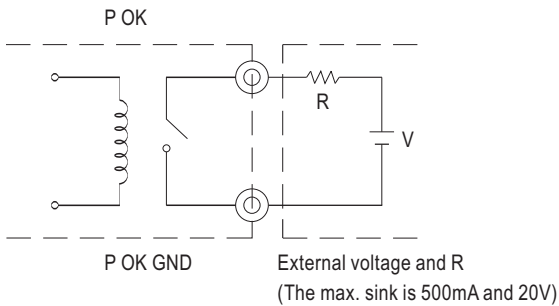 P OK
R
V
P OK GND
External voltage and R
(The max. sink is 500mA and 20V)